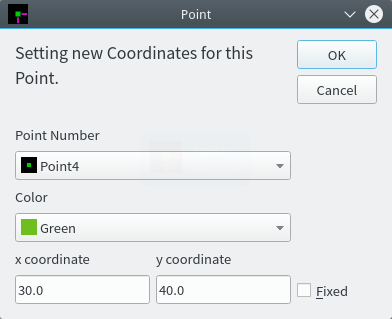 Point
Setting new Coordinates for this
Point.
OK
Cancel
Point Number
Point4
Color
Green
x coordinate y coordinate
30.0 40.0 Fixed